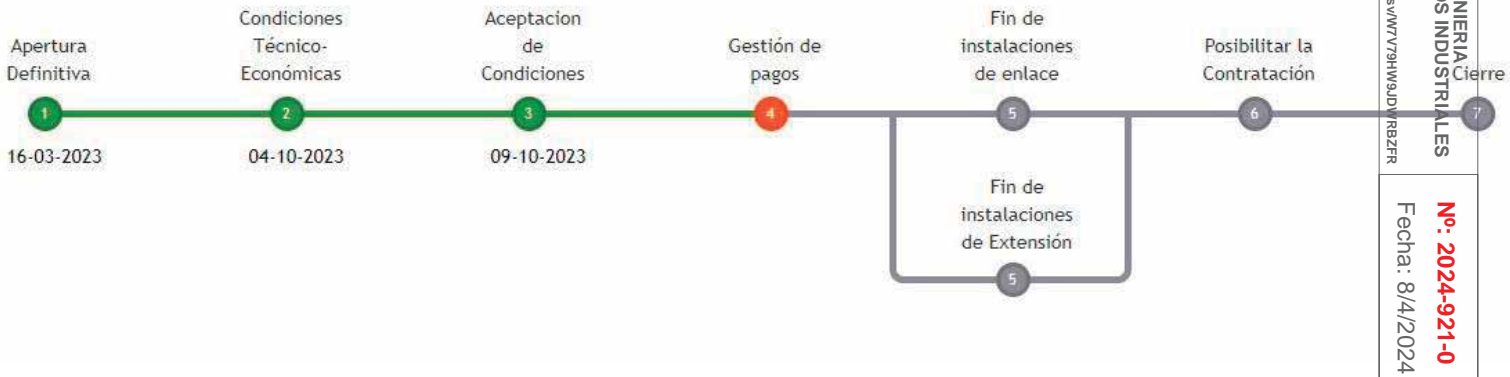 Apertura
Definitiva
1
16-03-2023
Condiciones
Técnico-
Económicas
2
04-10-2023
Aceptacion
de
Condiciones
3
09-10-2023
Gestión de
pagos
4
Fin de
instalaciones
de enlace
5
Fin de
instalaciones
de Extensión
5
Posibilitar la
Contratación
6
Cierre
7
NIERIA
OS INDUSTRIALES
Nº: 2024-921-0
Fecha: 8/4/2024